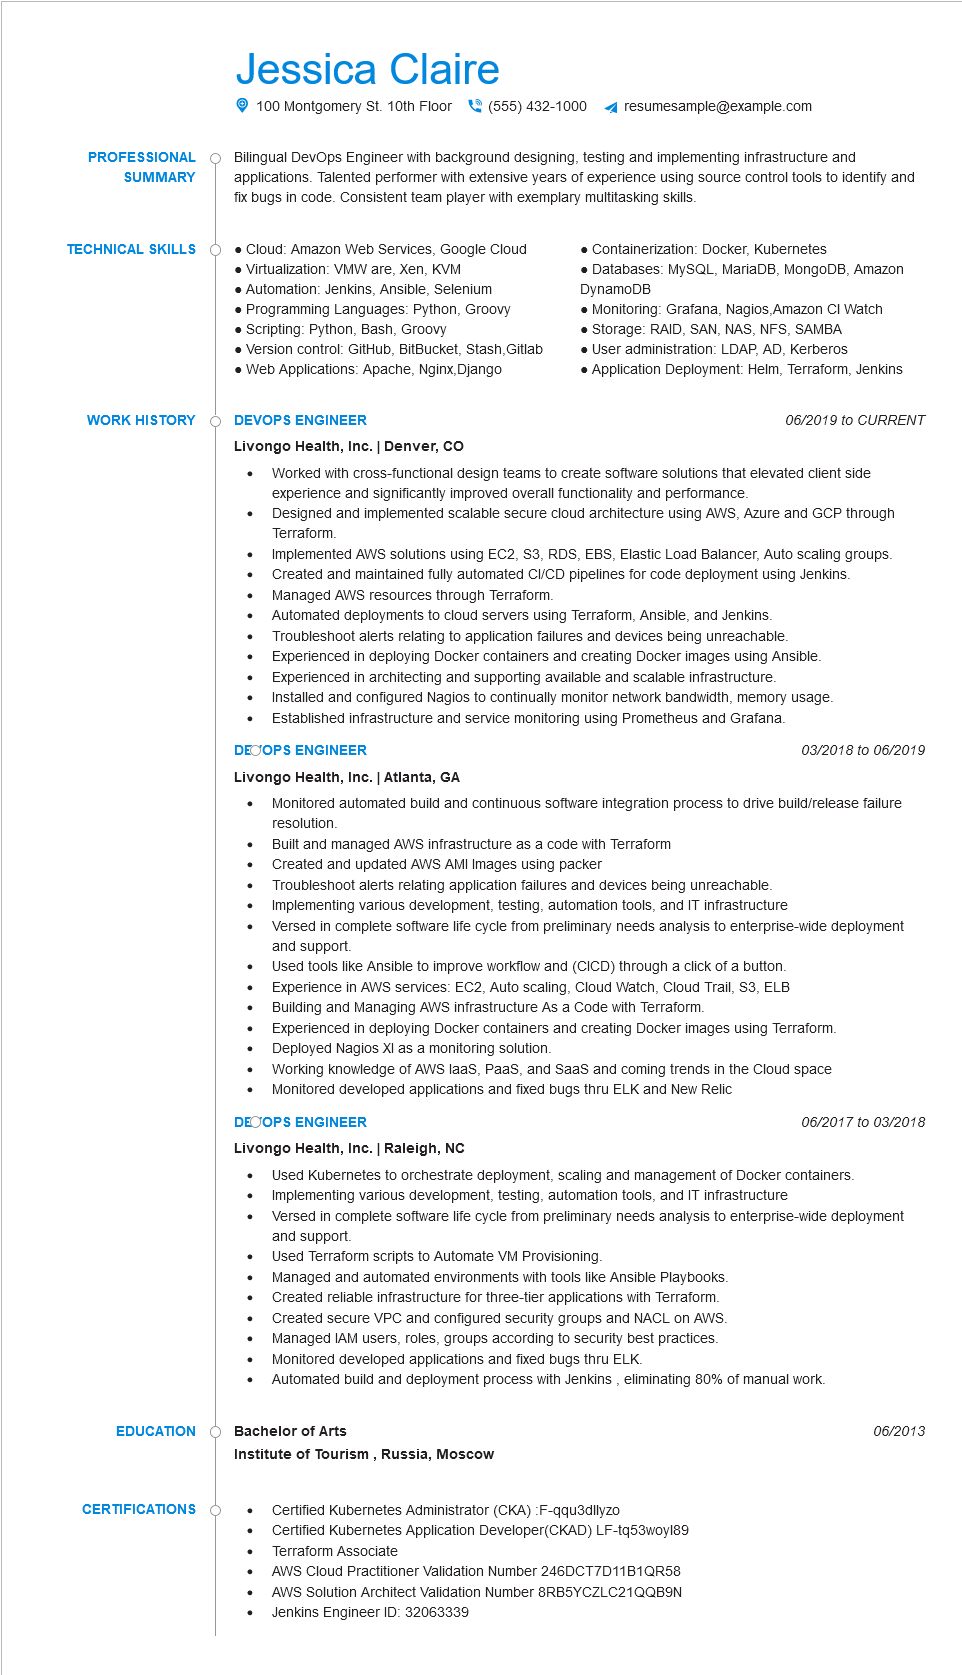 Jessica Claire
100 Montgomery St. 10th Floor (555) 432-1000 resumesample@example.com
PROFESSIONAL SUMMARY
Bilingual DevOps Engineer with background designing, testing and implementing infrastructure and
applications. Talented performer with extensive years of experience using source control tools to identify and
fix bugs in code. Consistent team player with exemplary multitasking skills.
TECHNICAL SKILLS
● Cloud: Amazon Web Services, Google Cloud
● Virtualization: VMW are, Xen, KVM
● Automation: Jenkins, Ansible, Selenium
● Programming Languages: Python, Groovy
● Scripting: Python, Bash, Groovy
● Version control: GitHub, BitBucket, Stash,Gitlab
● Web Applications: Apache, Nginx,Django
● Containerization: Docker, Kubernetes
● Databases: MySQL, MariaDB, MongoDB, Amazon
DynamoDB
● Monitoring: Grafana, Nagios,Amazon Cl Watch
● Storage: RAID, SAN, NAS, NFS, SAMBA
● User administration: LDAP, AD, Kerberos
● Application Deployment: Helm, Terraform, Jenkins
WORK HISTORY
DEVOPS ENGINEER 06/2019 to CURRENT
Livongo Health, Inc. | Denver, CO
• Worked with cross-functional design teams to create software solutions that elevated client side
experience and significantly improved overall functionality and performance.
• Designed and implemented scalable secure cloud architecture using AWS, Azure and GCP through
Terraform.
• Implemented AWS solutions using EC2, S3, RDS, EBS, Elastic Load Balancer, Auto scaling groups.
• Created and maintained fully automated CI/CD pipelines for code deployment using Jenkins.
• Managed AWS resources through Terraform.
• Automated deployments to cloud servers using Terraform, Ansible, and Jenkins.
• Troubleshoot alerts relating to application failures and devices being unreachable.
• Experienced in deploying Docker containers and creating Docker images using Ansible.
• Experienced in architecting and supporting available and scalable infrastructure.
• Installed and configured Nagios to continually monitor network bandwidth, memory usage.
• Established infrastructure and service monitoring using Prometheus and Grafana.
DEVOPS ENGINEER 03/2018 to 06/2019
Livongo Health, Inc. | Atlanta, GA
• Monitored automated build and continuous software integration process to drive build/release failure
resolution.
• Built and managed AWS infrastructure as a code with Terraform
• Created and updated AWS AMI Images using packer
• Troubleshoot alerts relating application failures and devices being unreachable.
• Implementing various development, testing, automation tools, and IT infrastructure
• Versed in complete software life cycle from preliminary needs analysis to enterprise-wide deployment
and support.
• Used tools like Ansible to improve workflow and (CICD) through a click of a button.
• Experience in AWS services: EC2, Auto scaling, Cloud Watch, Cloud Trail, S3, ELB
• Building and Managing AWS infrastructure As a Code with Terraform.
• Experienced in deploying Docker containers and creating Docker images using Terraform.
• Deployed Nagios XI as a monitoring solution.
• Working knowledge of AWS IaaS, PaaS, and SaaS and coming trends in the Cloud space
• Monitored developed applications and fixed bugs thru ELK and New Relic
DEVOPS ENGINEER 06/2017 to 03/2018
Livongo Health, Inc. | Raleigh, NC
• Used Kubernetes to orchestrate deployment, scaling and management of Docker containers.
• Implementing various development, testing, automation tools, and IT infrastructure
• Versed in complete software life cycle from preliminary needs analysis to enterprise-wide deployment
and support.
• Used Terraform scripts to Automate VM Provisioning.
• Managed and automated environments with tools like Ansible Playbooks.
• Created reliable infrastructure for three-tier applications with Terraform.
• Created secure VPC and configured security groups and NACL on AWS.
• Managed IAM users, roles, groups according to security best practices.
• Monitored developed applications and fixed bugs thru ELK.
• Automated build and deployment process with Jenkins , eliminating 80% of manual work.
EDUCATION
Bachelor of Arts 06/2013
Institute of Tourism , Russia, Moscow
CERTIFICATIONS
• Certified Kubernetes Administrator (CKA) :F-qqu3dllyzo
• Certified Kubernetes Application Developer(CKAD) LF-tq53woyl89
• Terraform Associate
• AWS Cloud Practitioner Validation Number 246DCT7D11B1QR58
• AWS Solution Architect Validation Number 8RB5YCZLC21QQB9N
• Jenkins Engineer ID: 32063339